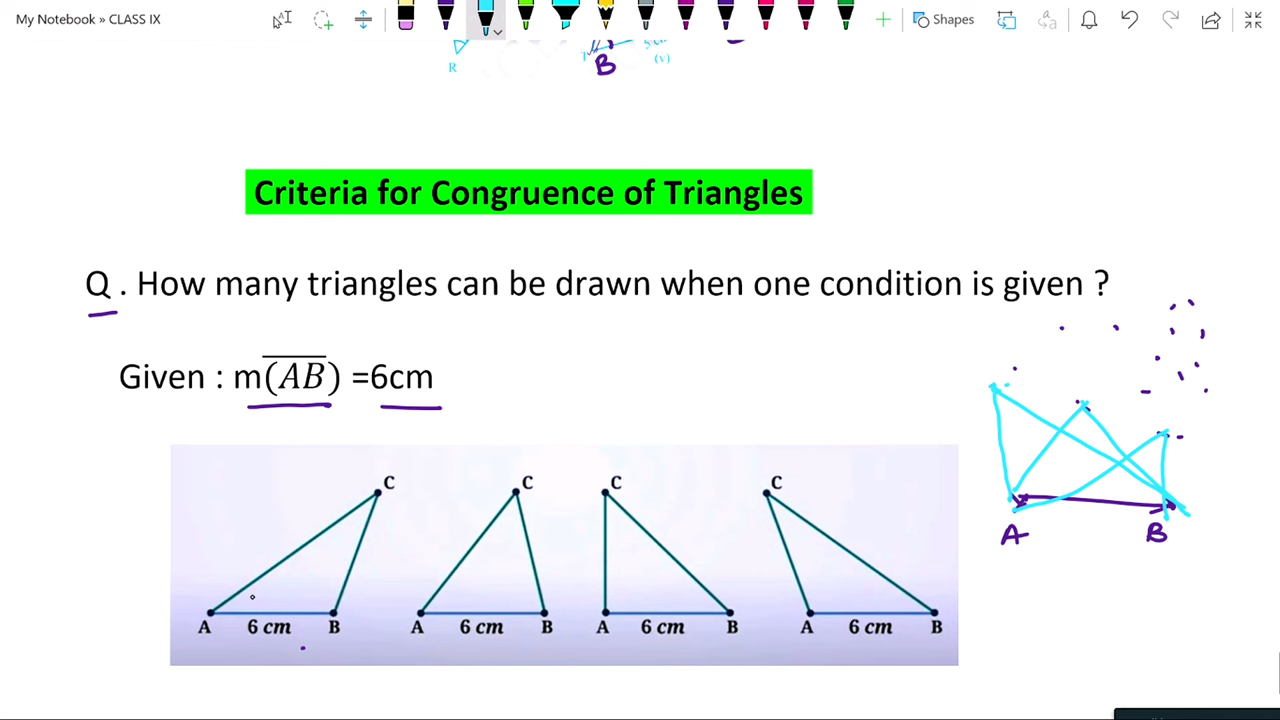 My Notebook » CLASS IX
Shapes
R
B
(v)
Criteria for Congruence of Triangles
Q . How many triangles can be drawn when one condition is given ?
Given : m(AB) =6cm
C C C C
A 6 cm B A 6 cm B A 6 cm B A 6 cm B
A B